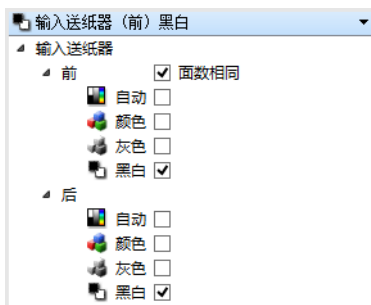 输入送纸器（前）黑白
输入送纸器
前 面数相同
自动
颜色
灰色
黑白
后
自动
颜色
灰色
黑白